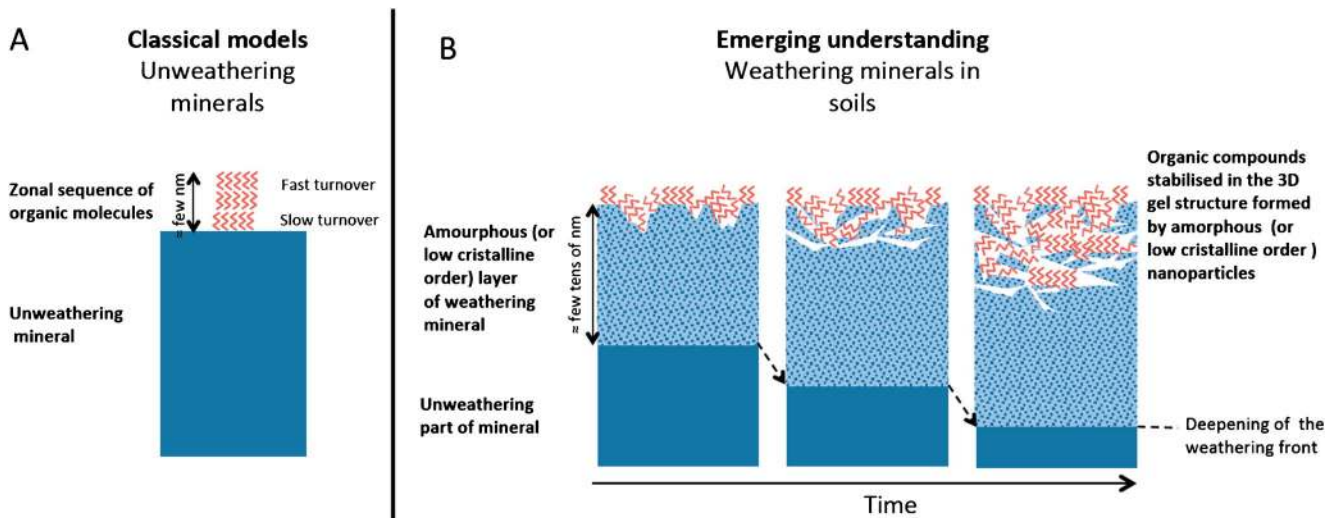 A
Classical models
Unweathering
minerals
Zonal sequence of
organic molecules
≈ few nm
Fast turnover
Slow turnover
Unweathering
mineral
B
Emerging understanding
Weathering minerals in
soils
Amourphous (or
low cristalline
order) layer
of weathering
mineral
≈ few tens of nm
Unweathering
part of mineral
Organic compounds
stabilised in the 3D
gel structure formed
by amorphous (or
low cristalline order )
nanoparticles
Deepening of the
weathering front
Time